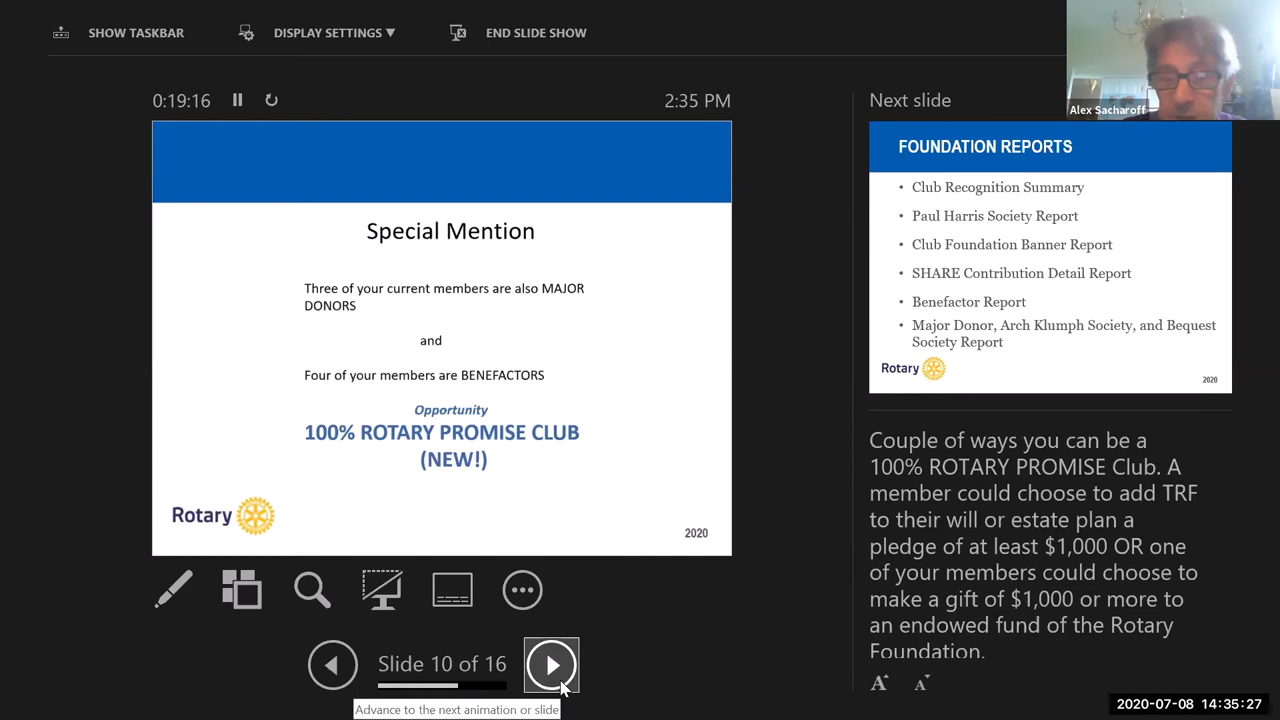 SHOW TASKBAR
DISPLAY SETTINGS ▼
END SLIDE SHOW
Alex Sacharoff
0:19:16
2:35 PM
Special Mention
Three of your current members are also MAJOR
DONORS
and
Four of your members are BENEFACTORS
Opportunity
100% ROTARY PROMISE CLUB
(NEW!)
Rotary
2020
Slide 10 of 16
Advance to the next animation or slide
Next slide
FOUNDATION REPORTS
• Club Recognition Summary
• Paul Harris Society Report
• Club Foundation Banner Report
• SHARE Contribution Detail Report
• Benefactor Report
• Major Donor, Arch Klumph Society, and Bequest
Society Report
Rotary
2020
Couple of ways you can be a
100% ROTARY PROMISE Club. A
member could choose to add TRF
to their will or estate plan a
pledge of at least $1,000 OR one
of your members could choose to
make a gift of $1,000 or more to
an endowed fund of the Rotary
Foundation.
A A
2020-07-08 14:35:27